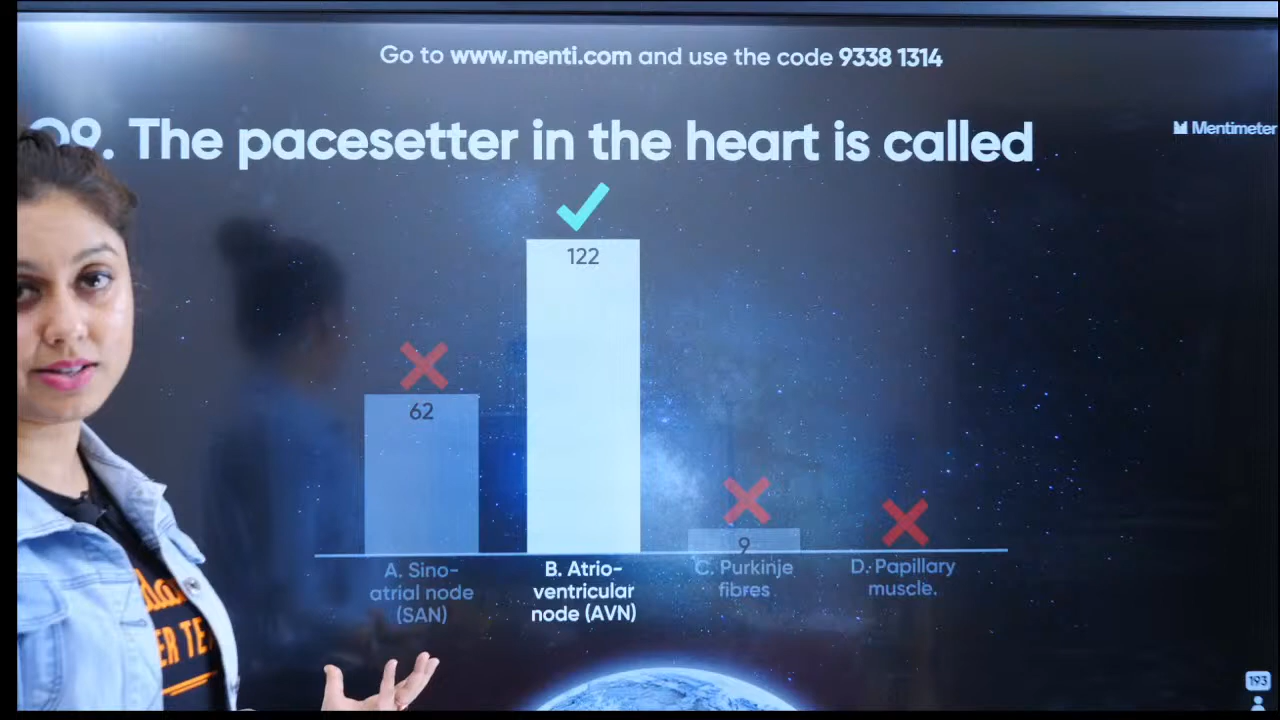 Go to www.menti.com and use the code 9338 1314
Q9. The pacesetter in the heart is called
Mentimeter
122
62
9
A. Sino-
atrial node
(SAN)
B. Atrio-
ventricular
node (AVN)
C. Purkinje
fibres
D. Papillary
muscle.
193